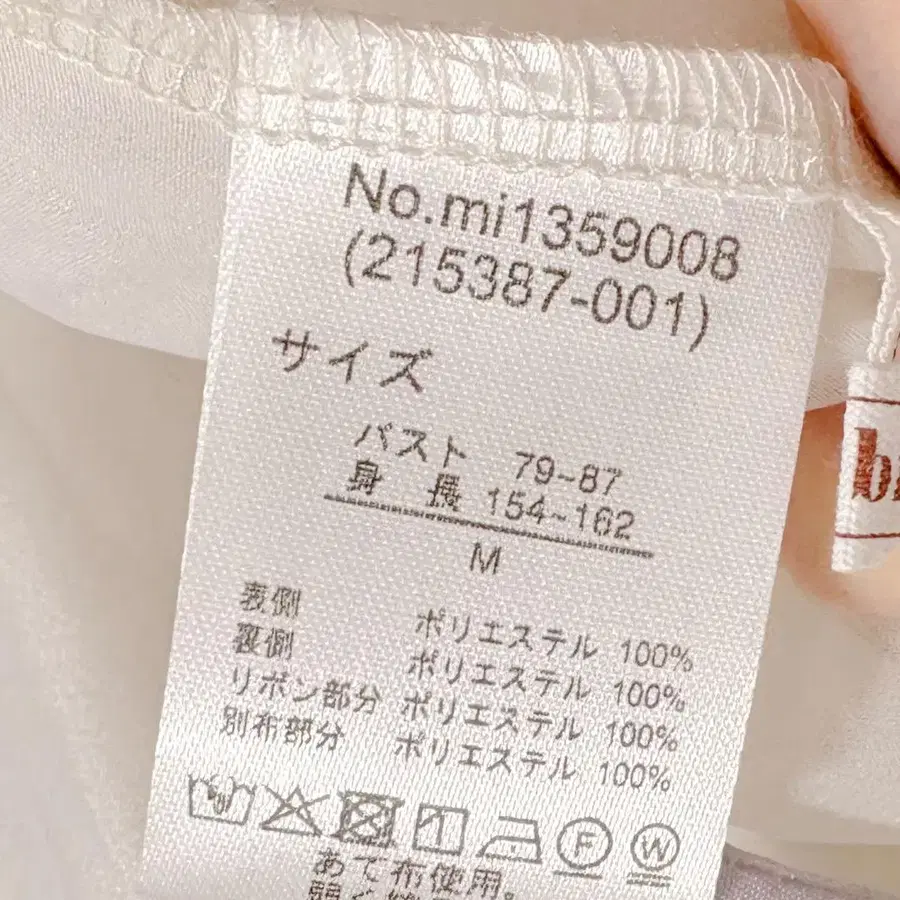 No.mi1359008
(215387-001)
サイズ
バスト 79~87
身 長 154~162
M
表側 ポリエステル 100%
裏側 ポリエステル 100%
リボン部分 ポリエステル 100%
別布部分 ポリエステル 100%
F W
あて布使用。